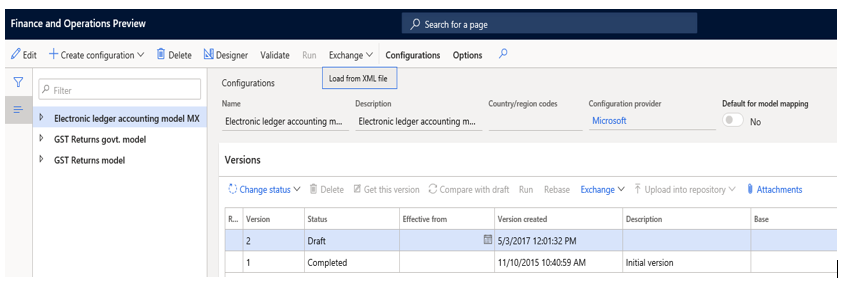 Finance and Operations Preview
Search for a page
Edit Create configuration Delete Designer Validate Run Exchange Configurations Options
Load from XML file
Filter
Electronic ledger accounting model MX
GST Returns govt. model
GST Returns model
Configurations
Name Description Country/region codes Configuration provider Default for model mapping
Electronic ledger accounting m... Electronic ledger accounting m... Microsoft No
Versions
Change status Delete Get this version Compare with draft Run Rebase Exchange Upload into repository Attachments
R... Version Status Effective from Version created Description Base
2 Draft 5/3/2017 12:01:32 PM
1 Completed 11/10/2015 10:40:59 AM Initial version